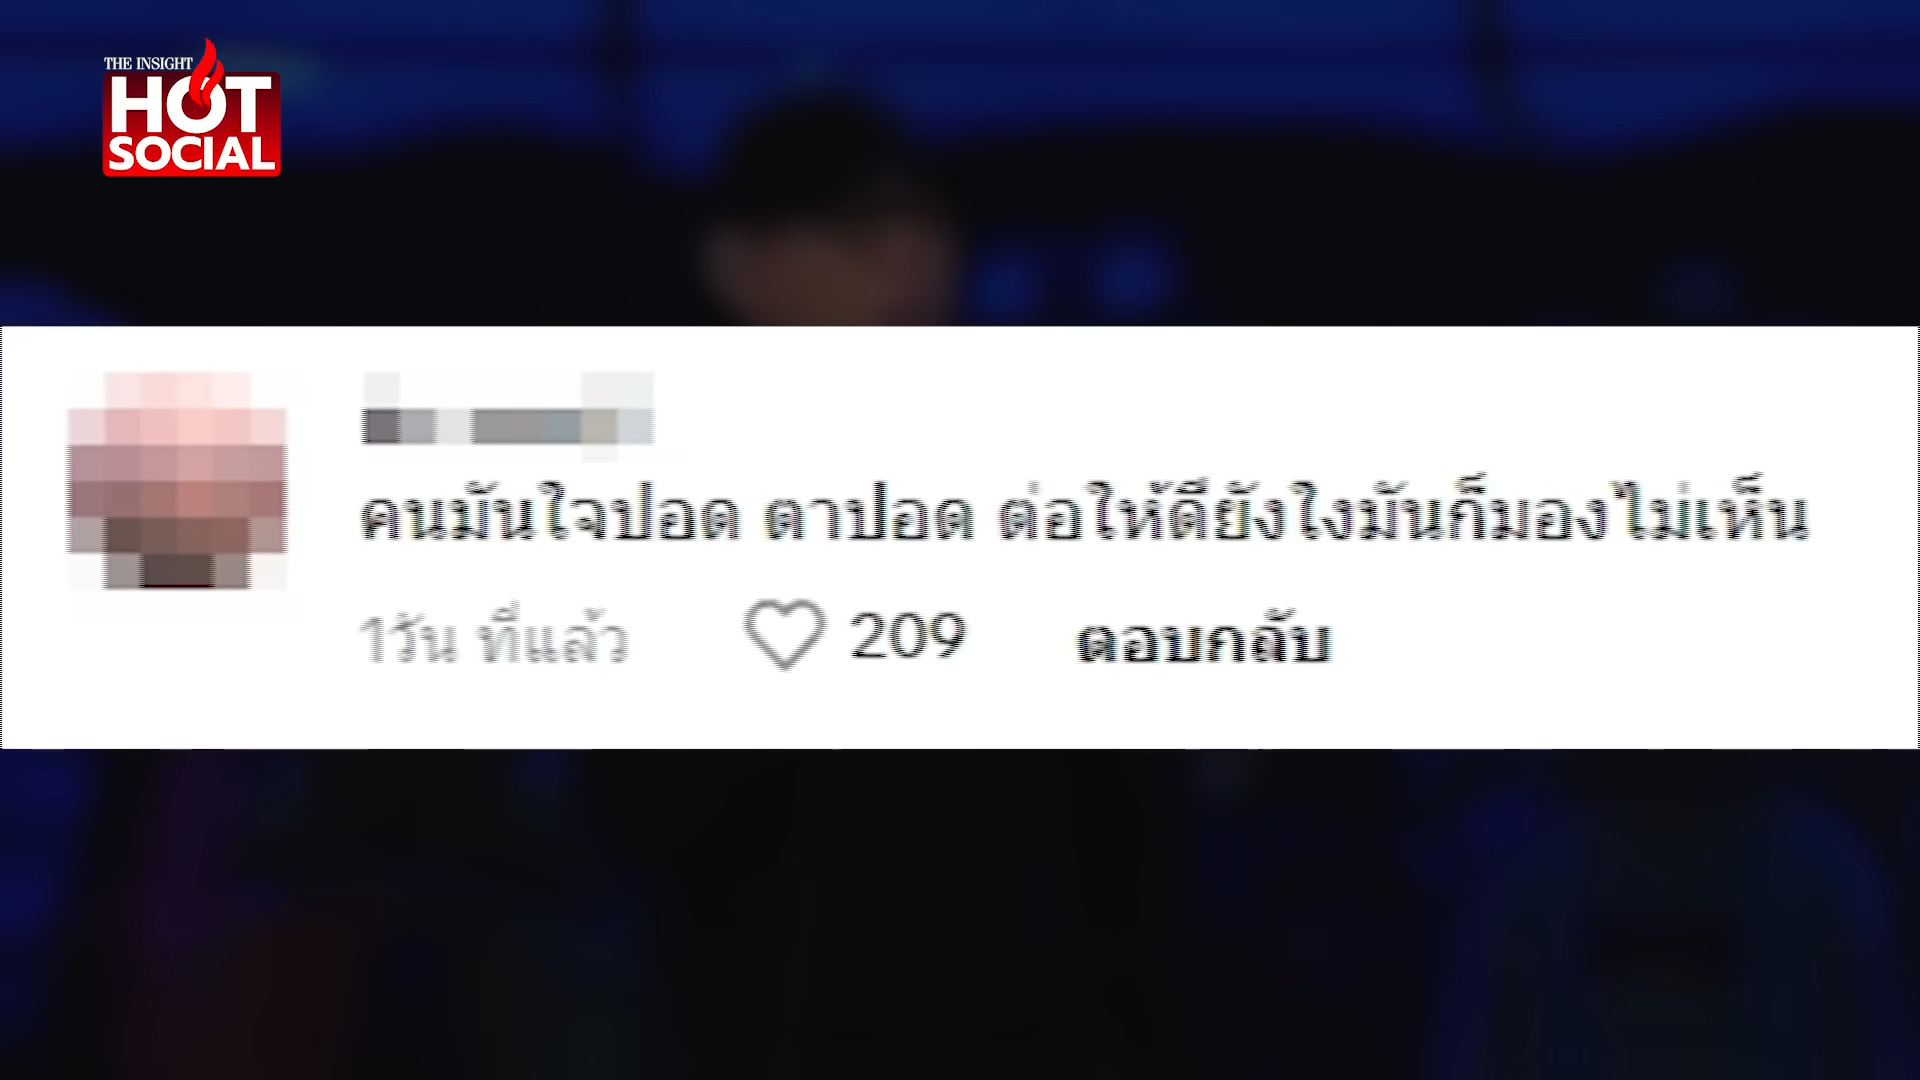 THE INSIGHT
HOT
SOCIAL
คนมันใจบอด ตาบอด ต่อให้ดียังไงมันก็มองไม่เห็น
1วัน ที่แล้ว 209 ตอบกลับ